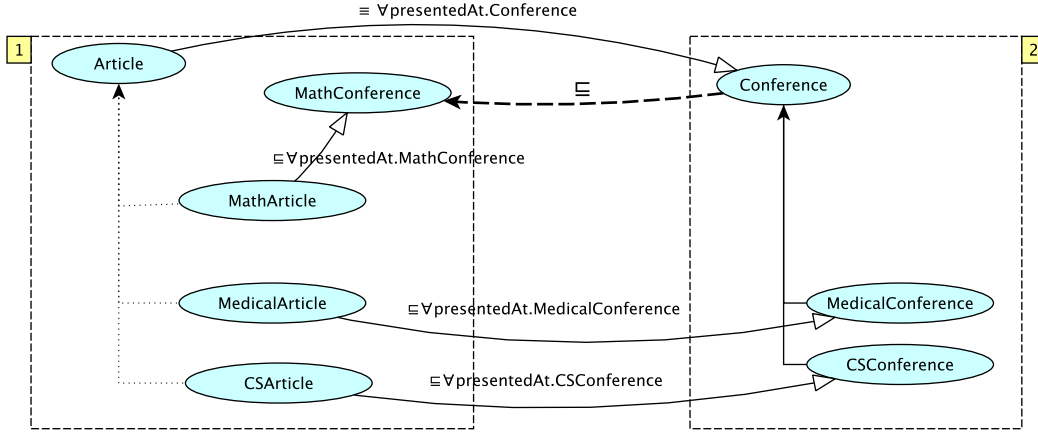 ≡ ∀presentedAt.Conference
1
2
Article
Conference
MathConference
⊑
⊑∀presentedAt.MathConference
MathArticle
MedicalArticle
⊑∀presentedAt.MedicalConference
MedicalConference
CSConference
CSArticle
⊑∀presentedAt.CSConference